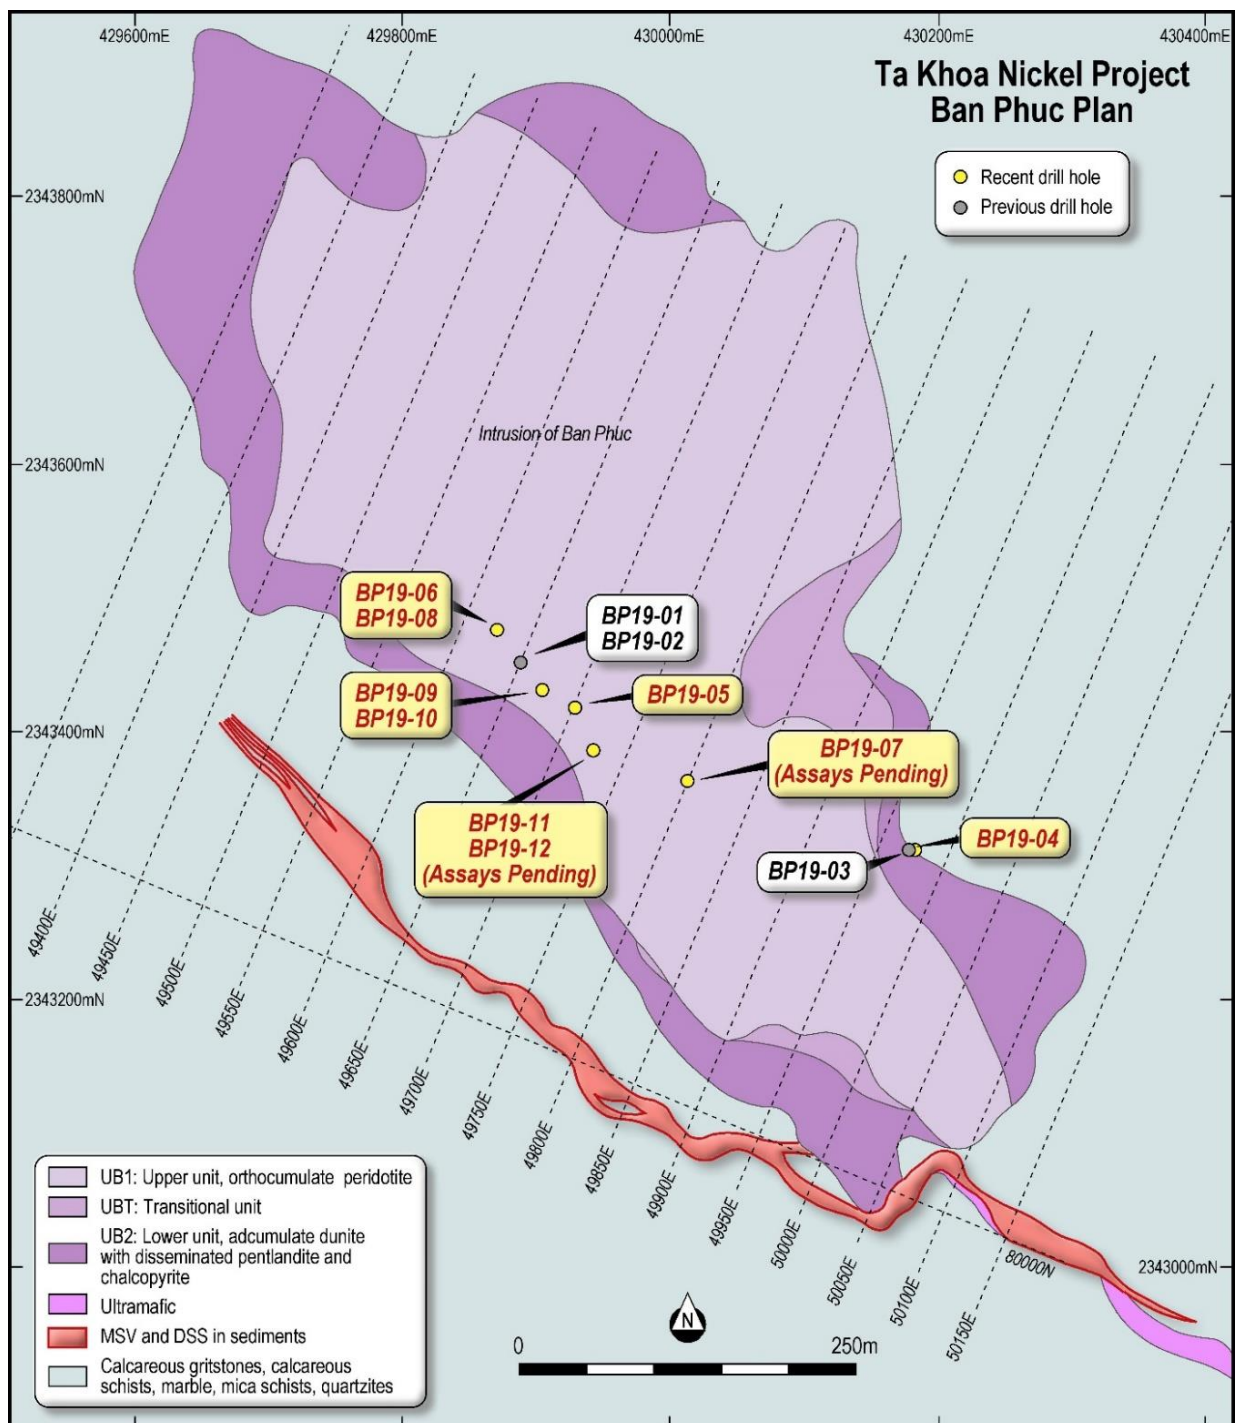 429600mE
429800mE
430000mE
430200mE
430400mE
Ta Khoa Nickel Project
Ban Phuc Plan
Recent drill hole
Previous drill hole
2343800mN
2343600mN
Intrusion of Ban Phuc
BP19-06
BP19-08
BP19-01
BP19-02
BP19-09
BP19-10
BP19-05
2343400mN
BP19-07
(Assays Pending)
BP19-11
BP19-12
(Assays Pending)
BP19-04
BP19-03
2343200mN
49400E
49450E
49500E
49550E
49600E
49650E
49700E
49750E
49800E
49850E
49900E
49950E
50000E
50050E
50100E
50150E
80000N
2343000mN
UB1: Upper unit, orthocumulate peridotite
UBT: Transitional unit
UB2: Lower unit, adcumulate dunite
with disseminated pentlandite and
chalcopyrite
Ultramafic
MSV and DSS in sediments
Calcareous gritstones, calcareous
schists, marble, mica schists, quartzites
N
0
250m